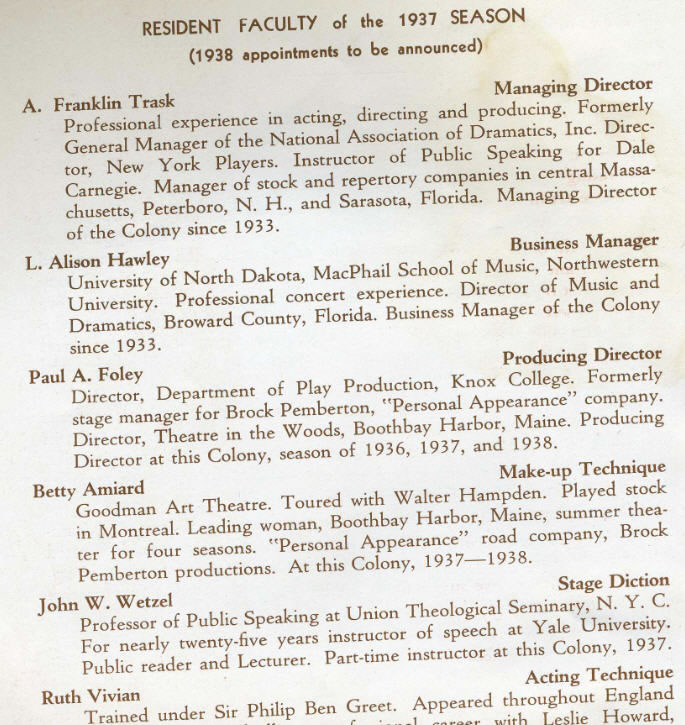 RESIDENT FACULTY of the 1937 SEASON
(1938 appointments to be announced)
A. Franklin Trask Managing Director
Professional experience in acting, directing and producing. Formerly
General Manager of the National Association of Dramatics, Inc. Direc-
tor, New York Players. Instructor of Public Speaking for Dale
Carnegie. Manager of stock and repertory companies in central Massa-
chusetts, Peterboro, N. H., and Sarasota, Florida. Managing Director
of the Colony since 1933.
L. Alison Hawley Business Manager
University of North Dakota, MacPhail School of Music, Northwestern
University. Professional concert experience. Director of Music and
Dramatics, Broward County, Florida. Business Manager of the Colony
since 1933.
Paul A. Foley Producing Director
Director, Department of Play Production, Knox College. Formerly
stage manager for Brock Pemberton, "Personal Appearance" company.
Director, Theatre in the Woods, Boothbay Harbor, Maine. Producing
Director at this Colony, season of 1936, 1937, and 1938.
Betty Amiard Make-up Technique
Goodman Art Theatre. Toured with Walter Hampden. Played stock
in Montreal. Leading woman, Boothbay Harbor, Maine, summer thea-
ter for four seasons. "Personal Appearance" road company, Brock
Pemberton productions. At this Colony, 1937—1938.
John W. Wetzel Stage Diction
Professor of Public Speaking at Union Theological Seminary, N. Y. C.
For nearly twenty-five years instructor of speech at Yale University.
Public reader and Lecturer. Part-time instructor at this Colony, 1937.
Ruth Vivian Acting Technique
Trained under Sir Philip Ben Greet. Appeared throughout England
career with Leslie Howard,